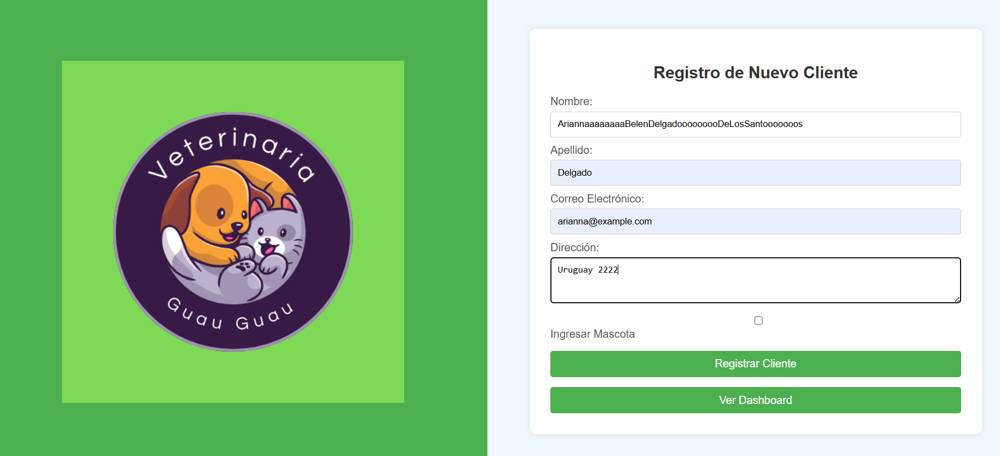 Veterinaria
Guau Guau
Registro de Nuevo Cliente
Nombre:
AriannaaaaaaaaBelenDelgadoooooooooDeLosSantooooooos
Apellido:
Delgado
Correo Electrónico:
arianna@example.com
Dirección:
Uruguay 2222
Ingresar Mascota
Registrar Cliente
Ver Dashboard